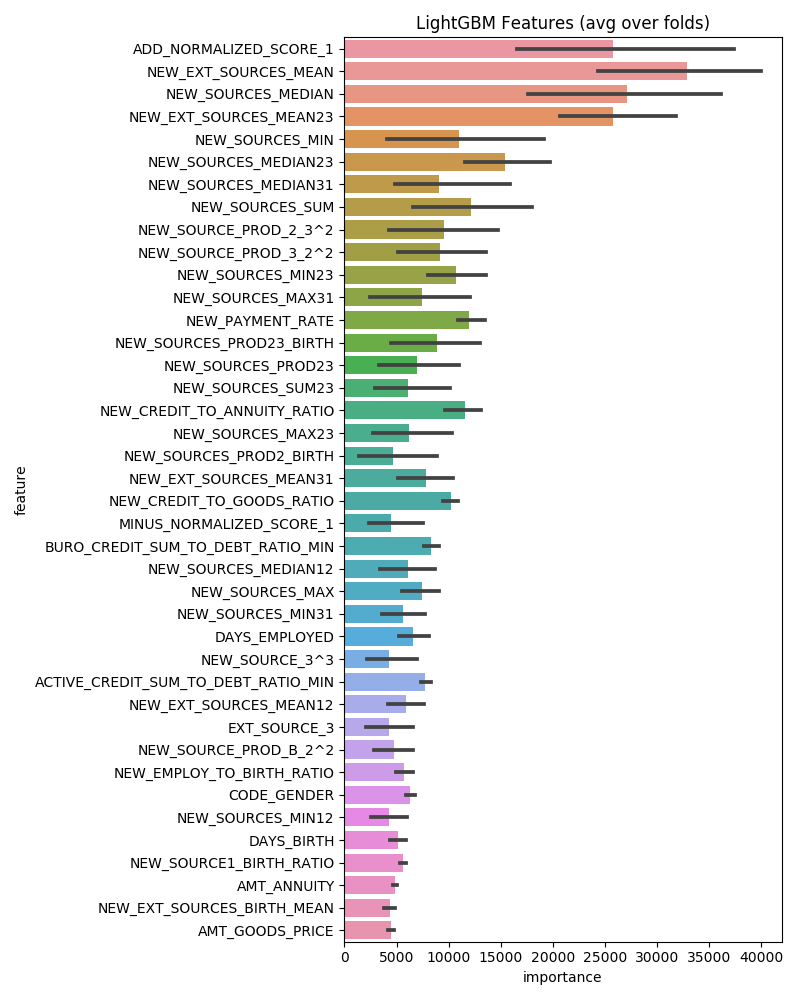 LightGBM Features (avg over folds)
ADD_NORMALIZED_SCORE_1
NEW_EXT_SOURCES_MEAN
NEW_SOURCES_MEDIAN
NEW_EXT_SOURCES_MEAN23
NEW_SOURCES_MIN
NEW_SOURCES_MEDIAN23
NEW_SOURCES_MEDIAN31
NEW_SOURCES_SUM
NEW_SOURCE_PROD_2_3^2
NEW_SOURCE_PROD_3_2^2
NEW_SOURCES_MIN23
NEW_SOURCES_MAX31
NEW_PAYMENT_RATE
NEW_SOURCES_PROD23_BIRTH
NEW_SOURCES_PROD23
NEW_SOURCES_SUM23
NEW_CREDIT_TO_ANNUITY_RATIO
NEW_SOURCES_MAX23
NEW_SOURCES_PROD2_BIRTH
NEW_EXT_SOURCES_MEAN31
NEW_CREDIT_TO_GOODS_RATIO
MINUS_NORMALIZED_SCORE_1
BURO_CREDIT_SUM_TO_DEBT_RATIO_MIN
NEW_SOURCES_MEDIAN12
NEW_SOURCES_MAX
NEW_SOURCES_MIN31
DAYS_EMPLOYED
NEW_SOURCE_3^3
ACTIVE_CREDIT_SUM_TO_DEBT_RATIO_MIN
NEW_EXT_SOURCES_MEAN12
EXT_SOURCE_3
NEW_SOURCE_PROD_B_2^2
NEW_EMPLOY_TO_BIRTH_RATIO
CODE_GENDER
NEW_SOURCES_MIN12
DAYS_BIRTH
NEW_SOURCE1_BIRTH_RATIO
AMT_ANNUITY
NEW_EXT_SOURCES_BIRTH_MEAN
AMT_GOODS_PRICE
feature
0 5000 10000 15000 20000 25000 30000 35000 40000
importance